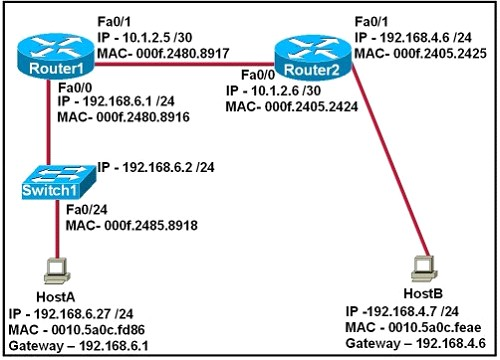 Fa0/1
IP - 10.1.2.5 /30
MAC- 000f.2480.8917
Router1
Fa0/0
IP - 192.168.6.1 /24
MAC- 000f.2480.8916
Fa0/1
IP - 192.168.4.6 /24
MAC- 000f.2405.2425
Router2
Fa0/0
IP - 10.1.2.6 /30
MAC- 000f.2405.2424
IP - 192.168.6.2 /24
Switch1
Fa0/24
MAC- 000f.2485.8918
HostA
IP - 192.168.6.27 /24
MAC - 0010.5a0c.fd86
Gateway – 192.168.6.1
HostB
IP -192.168.4.7 /24
MAC - 0010.5a0c.feae
Gateway - 192.168.4.6